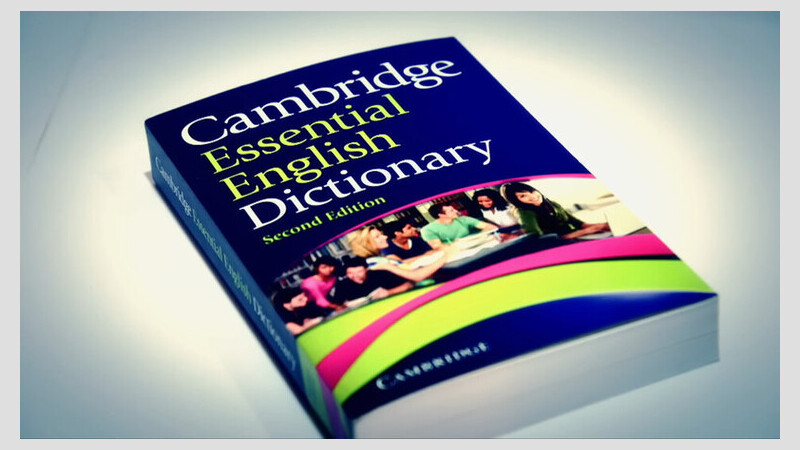 Cambridge
Essential
English
Dictionary
Second Edition
CAMBRIDGE
Cambridge Essential English Dictionary